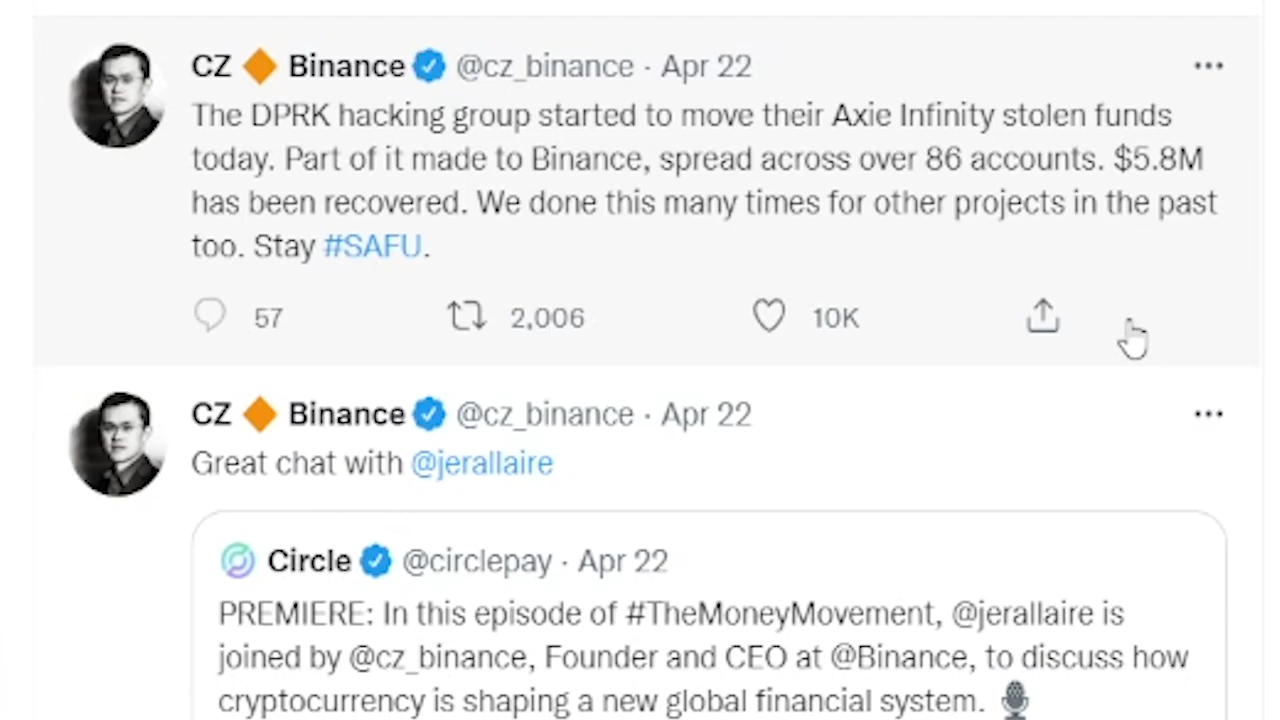 CZ 🔶 Binance @cz_binance · Apr 22
The DPRK hacking group started to move their Axie Infinity stolen funds
today. Part of it made to Binance, spread across over 86 accounts. $5.8M
has been recovered. We done this many times for other projects in the past
too. Stay #SAFU.
57 2,006 10K
CZ 🔶 Binance @cz_binance · Apr 22
Great chat with @jerallaire
Circle @circlepay · Apr 22
PREMIERE: In this episode of #TheMoneyMovement, @jerallaire is
joined by @cz_binance, Founder and CEO at @Binance, to discuss how
cryptocurrency is shaping a new global financial system. 🎙